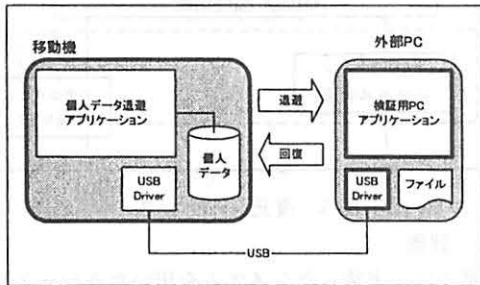 移動機
外部PC
個人データ退避
アプリケーション
退避
検証用PC
アプリケーション
回復
個人
データ
USB
Driver
USB
Driver
ファイル
USB